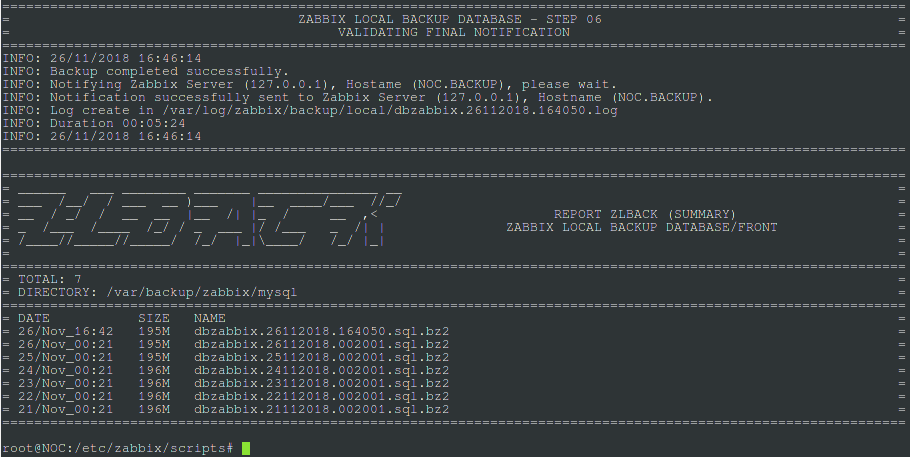 ================================================================================
= ZABBIX LOCAL BACKUP DATABASE - STEP 06 =
= VALIDATING FINAL NOTIFICATION =
================================================================================
INFO: 26/11/2018 16:46:14
INFO: Backup completed successfully.
INFO: Notifying Zabbix Server (127.0.0.1), Hostame (NOC.BACKUP), please wait.
INFO: Notification successfully sent to Zabbix Server (127.0.0.1), Hostname (NOC.BACKUP).
INFO: Log create in /var/log/zabbix/backup/local/dbzabbix.26112018.164050.log
INFO: Duration 00:05:24
INFO: 26/11/2018 16:46:14
================================================================================
================================================================================
ZLBACK
= REPORT ZLBACK (SUMMARY) =
= ZABBIX LOCAL BACKUP DATABASE/FRONT =
================================================================================
= TOTAL: 7 =
= DIRECTORY: /var/backup/zabbix/mysql =
================================================================================
= DATE SIZE NAME =
= 26/Nov_16:42 195M dbzabbix.26112018.164050.sql.bz2 =
= 26/Nov_00:21 195M dbzabbix.26112018.002001.sql.bz2 =
= 25/Nov_00:21 195M dbzabbix.25112018.002001.sql.bz2 =
= 24/Nov_00:21 196M dbzabbix.24112018.002001.sql.bz2 =
= 23/Nov_00:21 196M dbzabbix.23112018.002001.sql.bz2 =
= 22/Nov_00:21 196M dbzabbix.22112018.002001.sql.bz2 =
= 21/Nov_00:21 196M dbzabbix.21112018.002001.sql.bz2 =
================================================================================
root@NOC:/etc/zabbix/scripts#